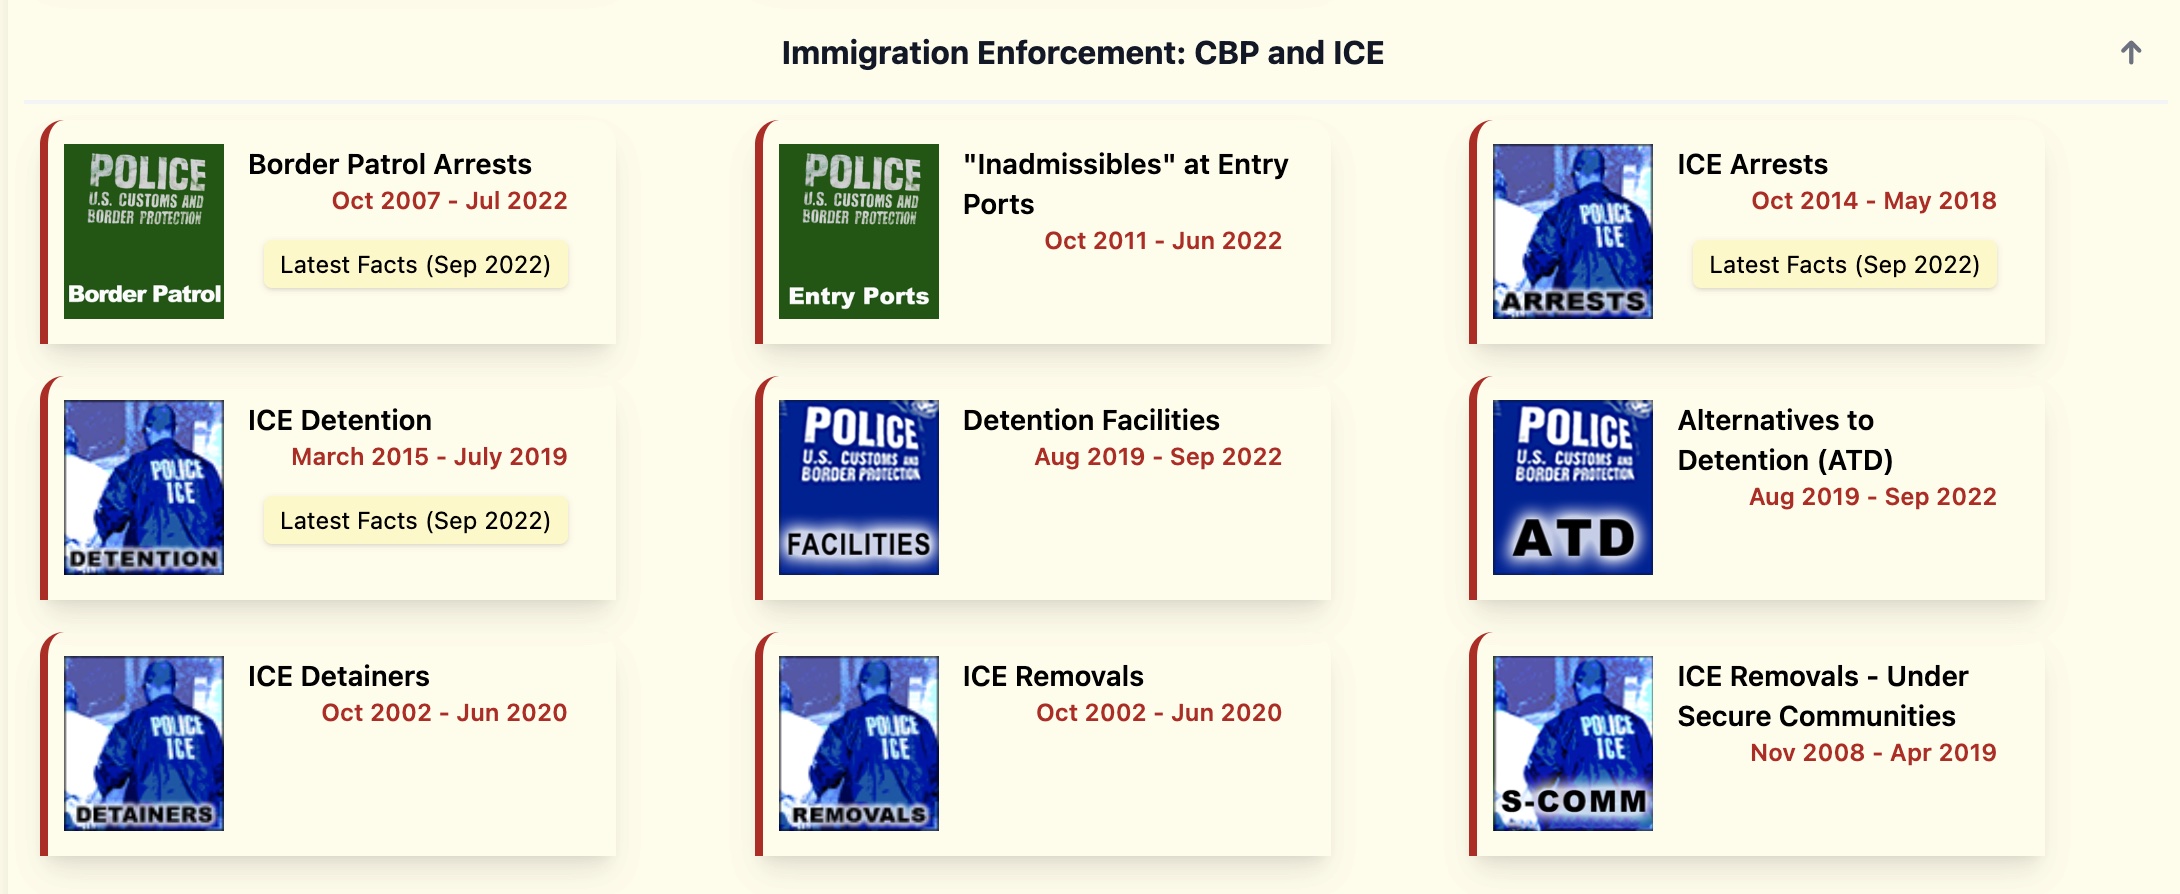 Immigration Enforcement: CBP and ICE
POLICE
U.S. CUSTOMS AND
BORDER PROTECTION
Border Patrol
Border Patrol Arrests
Oct 2007 - Jul 2022
Latest Facts (Sep 2022)
POLICE
U.S. CUSTOMS AND
BORDER PROTECTION
Entry Ports
"Inadmissibles" at Entry
Ports
Oct 2011 - Jun 2022
POLICE
ICE
ARRESTS
ICE Arrests
Oct 2014 - May 2018
Latest Facts (Sep 2022)
POLICE
ICE
DETENTION
ICE Detention
March 2015 - July 2019
Latest Facts (Sep 2022)
POLICE
U.S. CUSTOMS AND
BORDER PROTECTION
FACILITIES
Detention Facilities
Aug 2019 - Sep 2022
POLICE
U.S. CUSTOMS AND
BORDER PROTECTION
ATD
Alternatives to
Detention (ATD)
Aug 2019 - Sep 2022
POLICE
ICE
DETAINERS
ICE Detainers
Oct 2002 - Jun 2020
POLICE
ICE
REMOVALS
ICE Removals
Oct 2002 - Jun 2020
POLICE
ICE
S-COMM
ICE Removals - Under
Secure Communities
Nov 2008 - Apr 2019